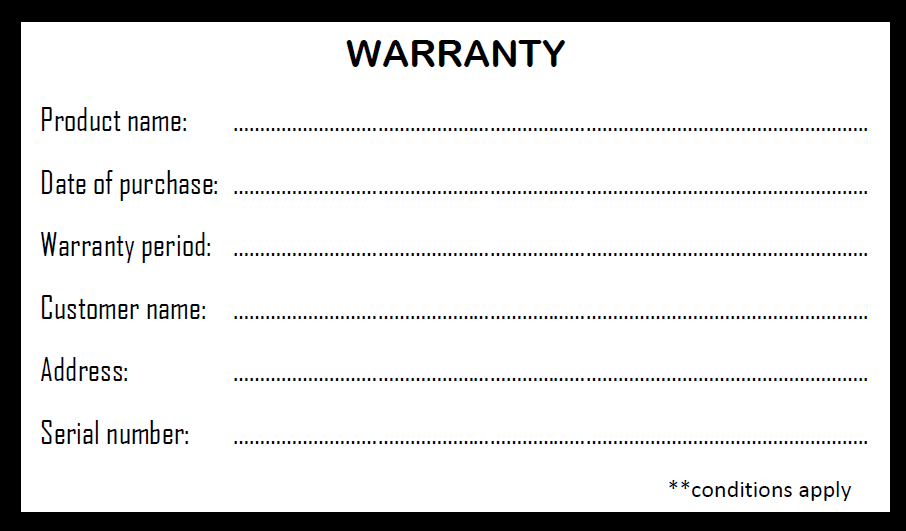 WARRANTY
Product name: ....................................................................................................................
Date of purchase: ....................................................................................................................
Warranty period: ....................................................................................................................
Customer name: ....................................................................................................................
Address: ....................................................................................................................
Serial number: ....................................................................................................................
**conditions apply